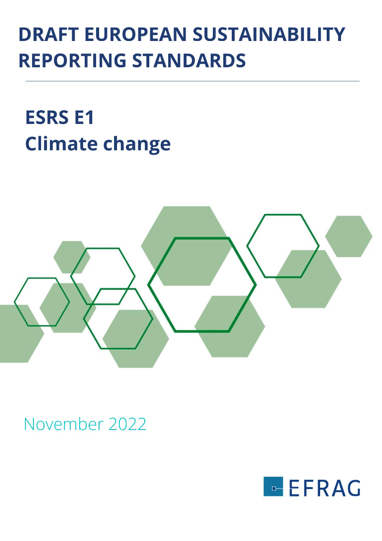 DRAFT EUROPEAN SUSTAINABILITY
REPORTING STANDARDS
ESRS E1
Climate change
November 2022
EFRAG